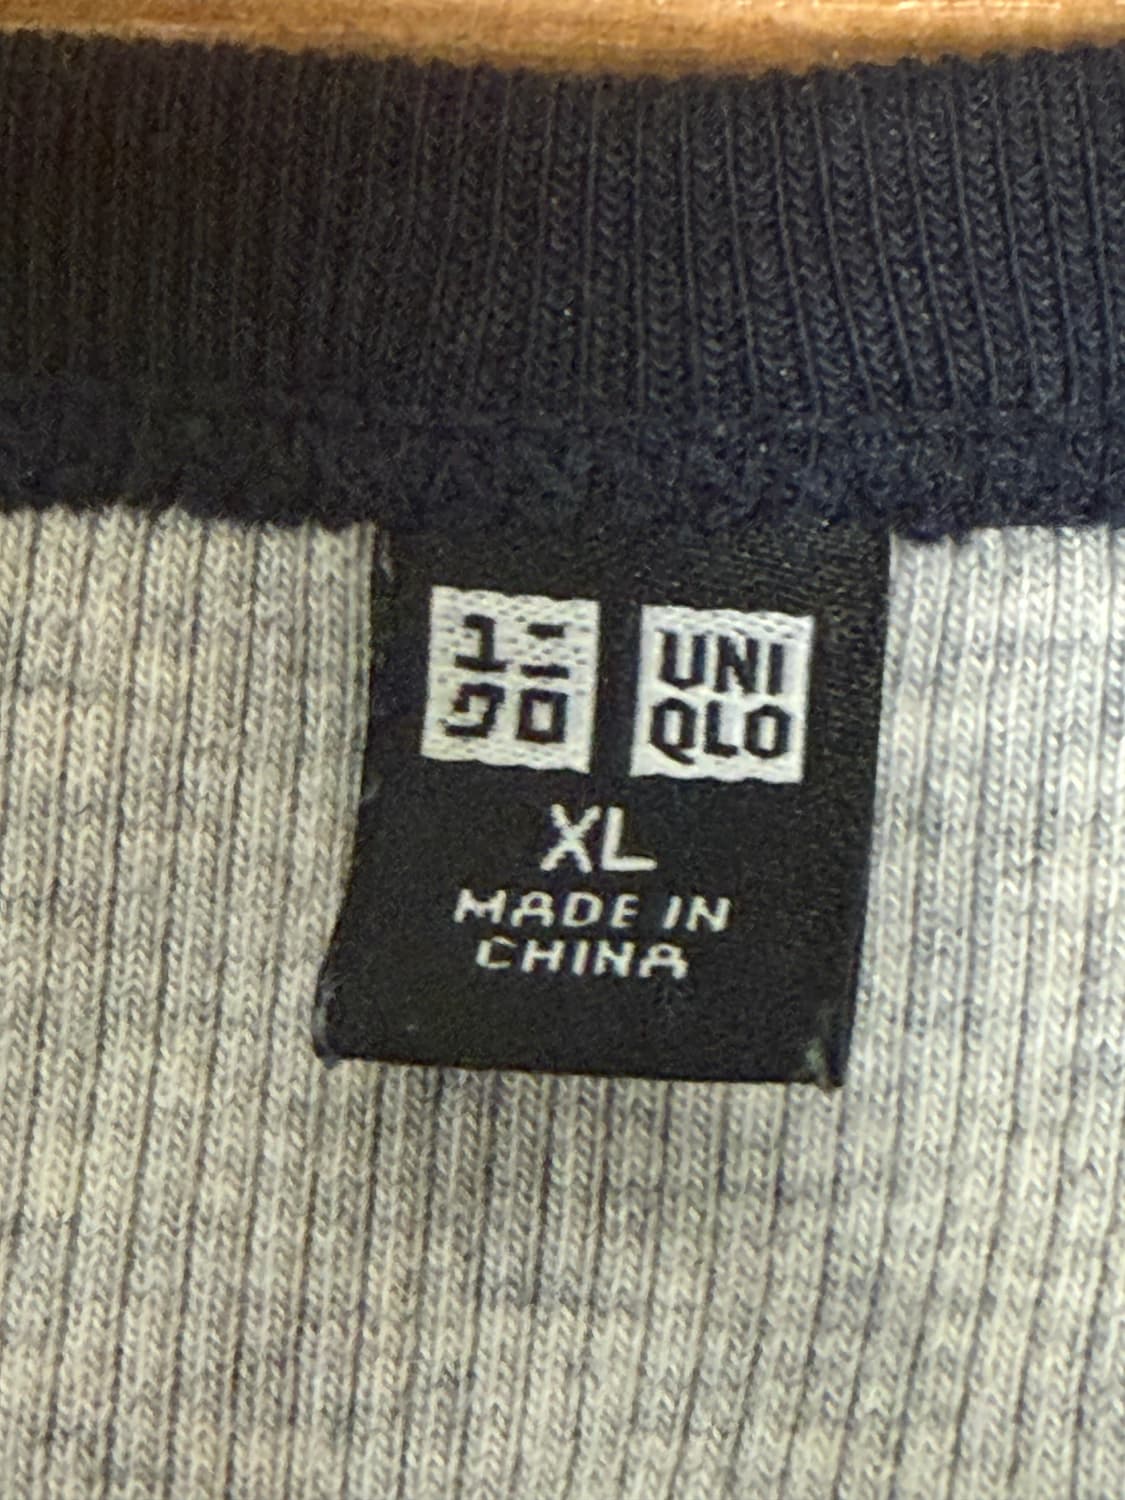 ユニ
クロ
UNI
QLO
XL
MADE IN
CHINA